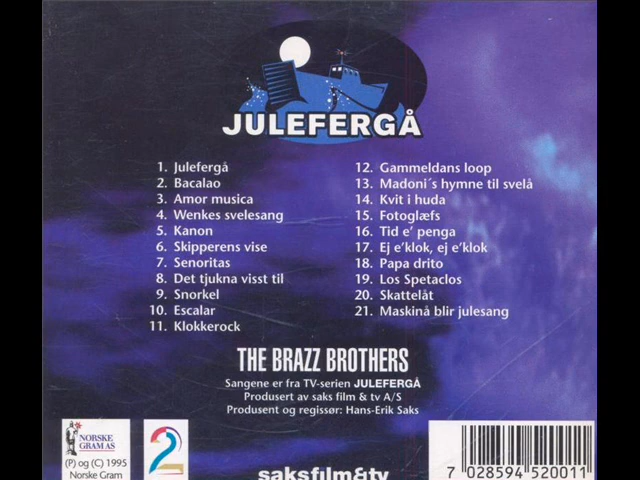 JULEFERGÅ
1. Julefergå
2. Bacalao
3. Amor musica
4. Wenkes svelesang
5. Kanon
6. Skipperens vise
7. Senoritas
8. Det tjukna visst til
9. Snorkel
10. Escalar
11. Klokkerock
12. Gammeldans loop
13. Madoni´s hymne til svelå
14. Kvit i huda
15. Fotoglæfs
16. Tid e’ penga
17. Ej e’klok, ej e’klok
18. Papa drito
19. Los Spetaclos
20. Skattelåt
21. Maskinå blir julesang
THE BRAZZ BROTHERS
Sangene er fra TV-serien JULEFERGÅ
Produsert av saks film & tv A/S
Produsent og regissør: Hans-Erik Saks
NORSKE
GRAM AS
(P) og (C) 1995
Norske Gram
2
saksfilm&tv
7 028594 520011